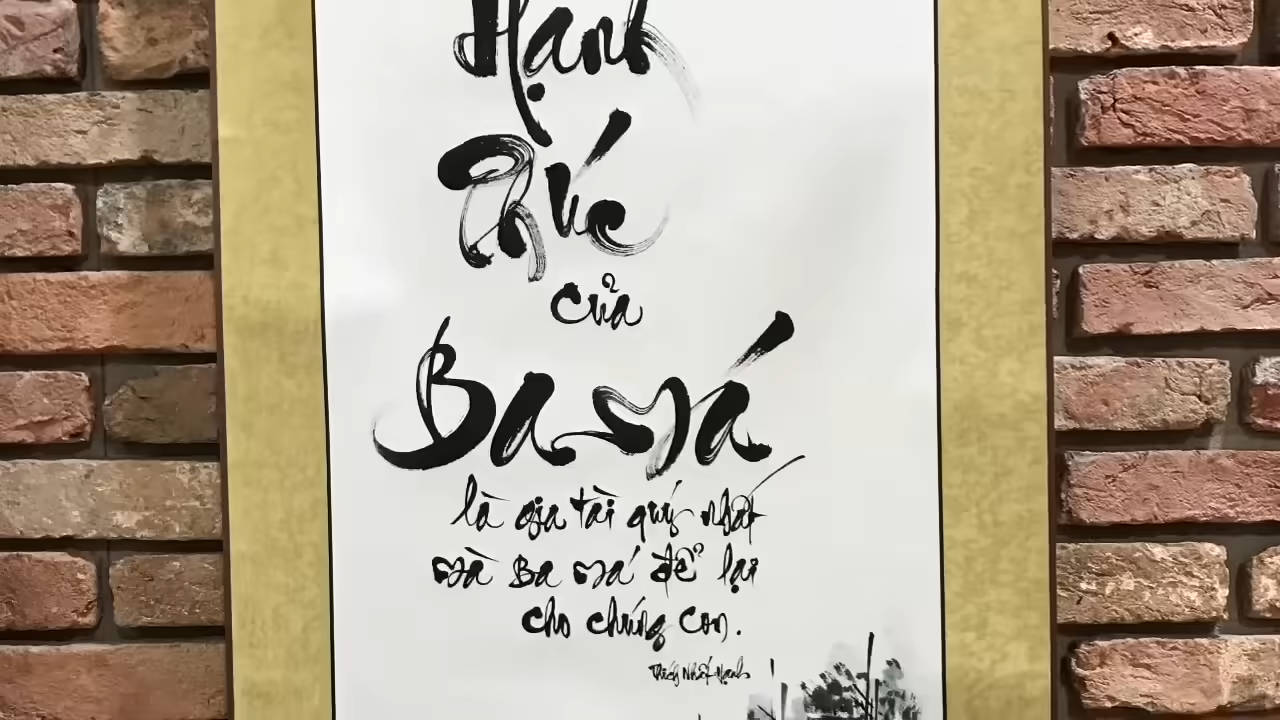 Hạnh
Phúc
của
Ba má
là gia tài quý nhất
mà Ba má để lại
cho chúng con.
Thích Nhất Hạnh